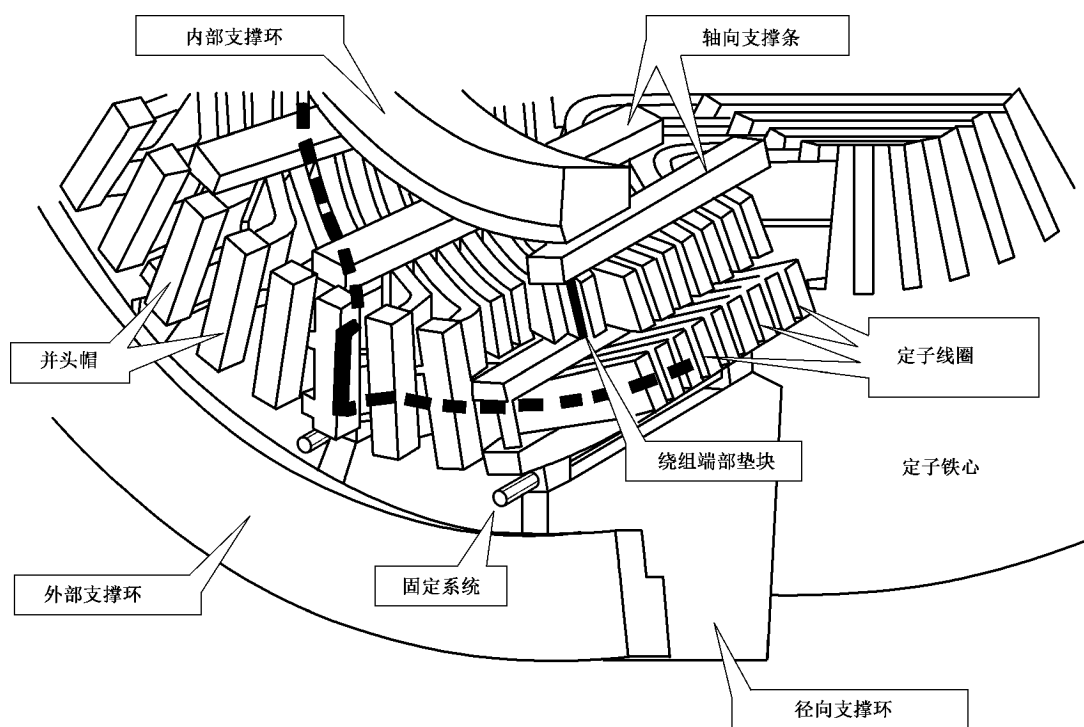 内部支撑环
轴向支撑条
并头帽
定子线圈
绕组端部垫块
定子铁心
固定系统
外部支撑环
径向支撑环